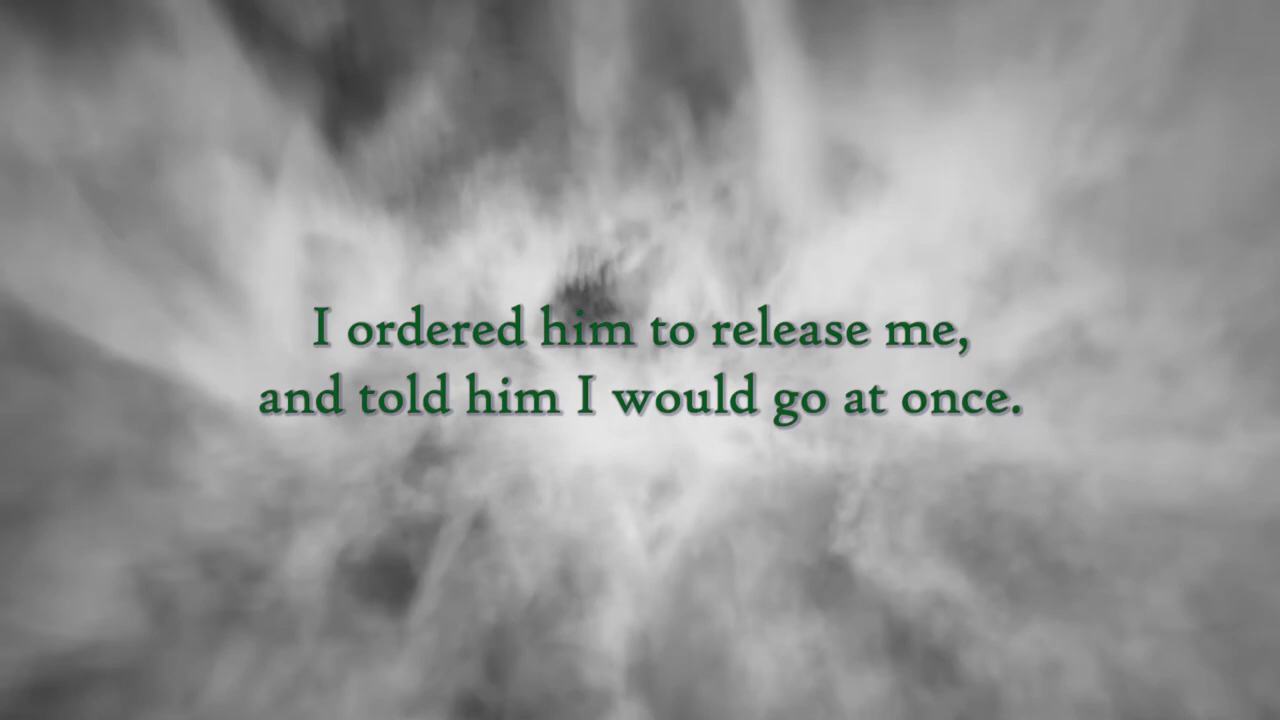 I ordered him to release me,
and told him I would go at once.